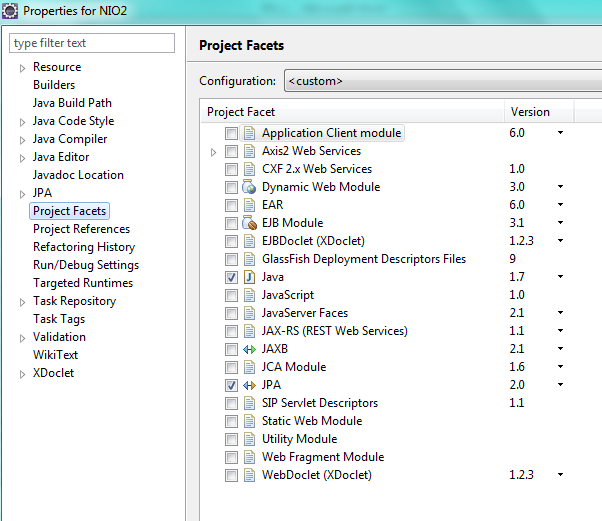 Properties for NIO2
type filter text
Resource
Builders
Java Build Path
Java Code Style
Java Compiler
Java Editor
Javadoc Location
JPA
Project Facets
Project References
Refactoring History
Run/Debug Settings
Targeted Runtimes
Task Repository
Task Tags
Validation
WikiText
XDoclet
Project Facets
Configuration: <custom>
Project Facet Version
Application Client module 6.0
Axis2 Web Services
CXF 2.x Web Services 1.0
Dynamic Web Module 3.0
EAR 6.0
EJB Module 3.1
EJBDoclet (XDoclet) 1.2.3
GlassFish Deployment Descriptors Files 9
Java 1.7
JavaScript 1.0
JavaServer Faces 2.1
JAX-RS (REST Web Services) 1.1
JAXB 2.1
JCA Module 1.6
JPA 2.0
SIP Servlet Descriptors 1.1
Static Web Module
Utility Module
Web Fragment Module
WebDoclet (XDoclet) 1.2.3